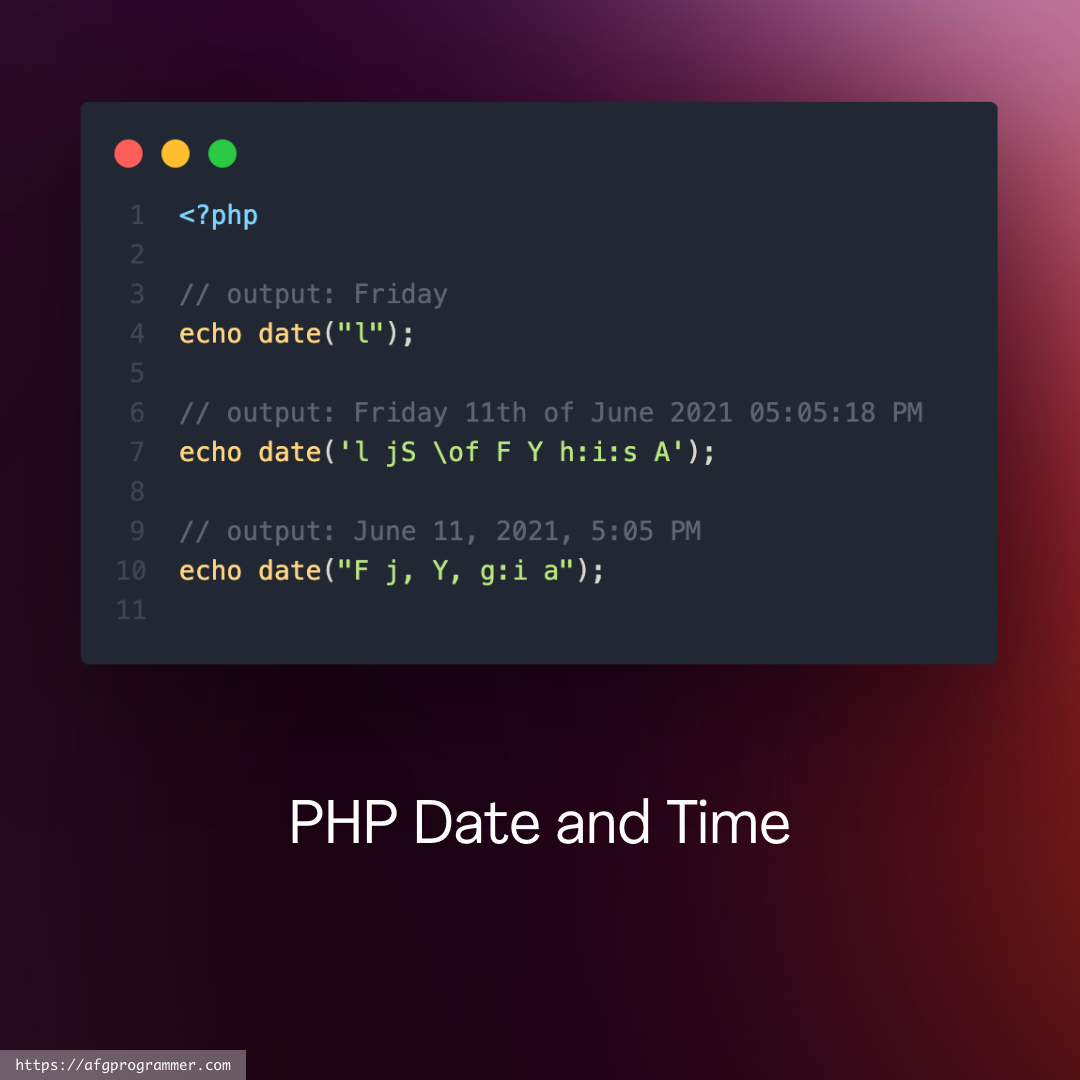 1 <?php
2
3 // output: Friday
4 echo date("l");
5
6 // output: Friday 11th of June 2021 05:05:18 PM
7 echo date('l jS \of F Y h:i:s A');
8
9 // output: June 11, 2021, 5:05 PM
10 echo date("F j, Y, g:i a");
11
PHP Date and Time
https://afgprogrammer.com